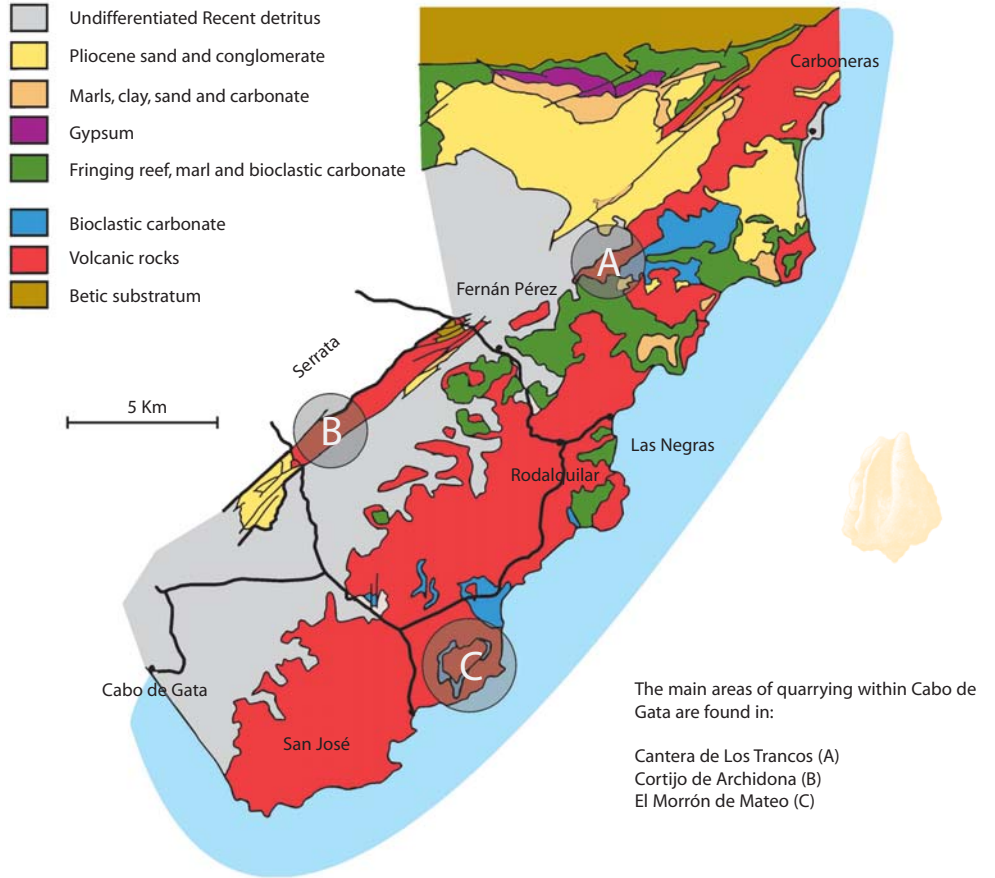 Undifferentiated Recent detritus
Pliocene sand and conglomerate
Marls, clay, sand and carbonate
Gypsum
Fringing reef, marl and bioclastic carbonate
Bioclastic carbonate
Volcanic rocks
Betic substratum
Carboneras
A
Fernán Pérez
Serrata
5 Km
B
Las Negras
Rodalquilar
C
Cabo de Gata
San José
The main areas of quarrying within Cabo de
Gata are found in:
Cantera de Los Trancos (A)
Cortijo de Archidona (B)
El Morrón de Mateo (C)